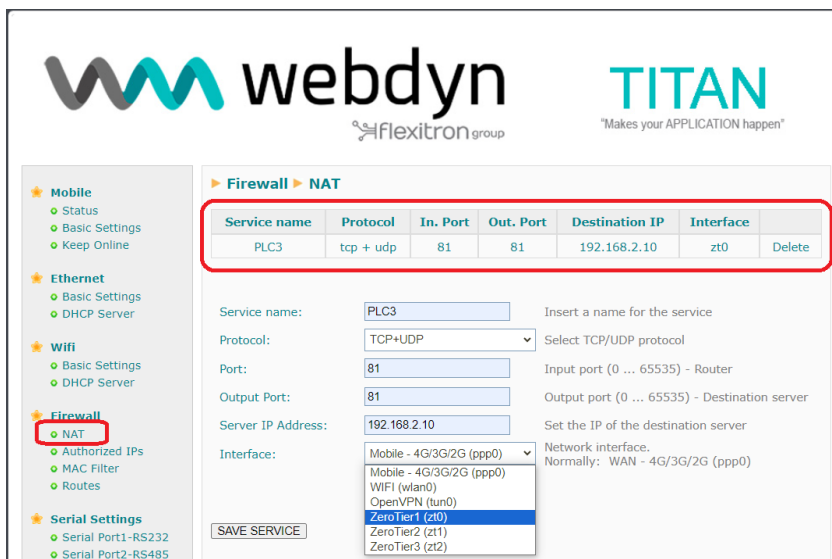 webdyn
flexitron group
TITAN
"Makes your APPLICATION happen"
Mobile
Status
Basic Settings
Keep Online
Ethernet
Basic Settings
DHCP Server
Wifi
Basic Settings
DHCP Server
Firewall
NAT
Authorized IPs
MAC Filter
Routes
Serial Settings
Serial Port1-RS232
Serial Port2-RS485
Firewall NAT
Service name Protocol In. Port Out. Port Destination IP Interface
PLC3 tcp + udp 81 81 192.168.2.10 zt0 Delete
Service name: PLC3 Insert a name for the service
Protocol: TCP+UDP Select TCP/UDP protocol
Port: 81 Input port (0 ... 65535) - Router
Output Port: 81 Output port (0 ... 65535) - Destination server
Server IP Address: 192.168.2.10 Set the IP of the destination server
Interface: Mobile - 4G/3G/2G (ppp0) Network interface.
Normally: WAN - 4G/3G/2G (ppp0)
Mobile - 4G/3G/2G (ppp0)
WIFI (wlan0)
OpenVPN (tun0)
ZeroTier1 (zt0)
ZeroTier2 (zt1)
ZeroTier3 (zt2)
SAVE SERVICE